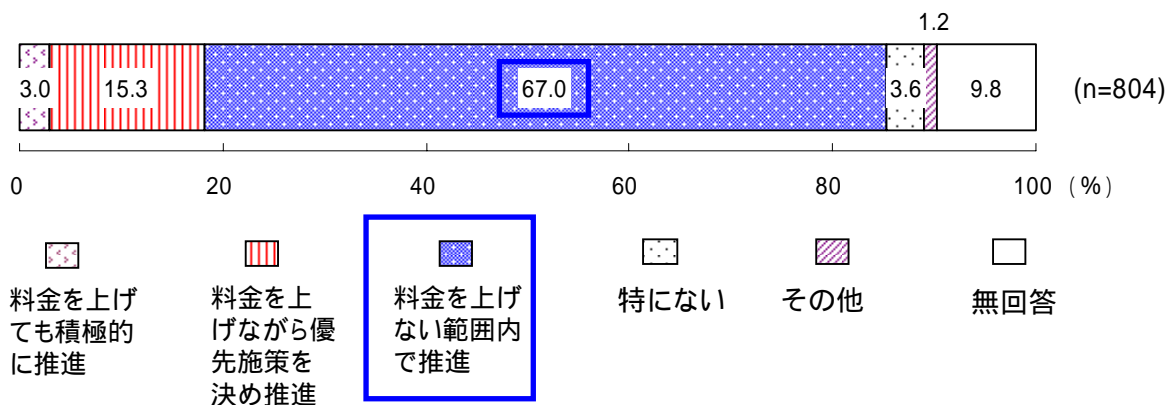 1.2
3.0 15.3 67.0 3.6 9.8 (n=804)
0 20 40 60 80 100 (%)
料金を上げ
ても積極的
に推進
料金を上
げながら優
先施策を
決め推進
料金を上げ
ない範囲内
で推進
特にない
その他
無回答